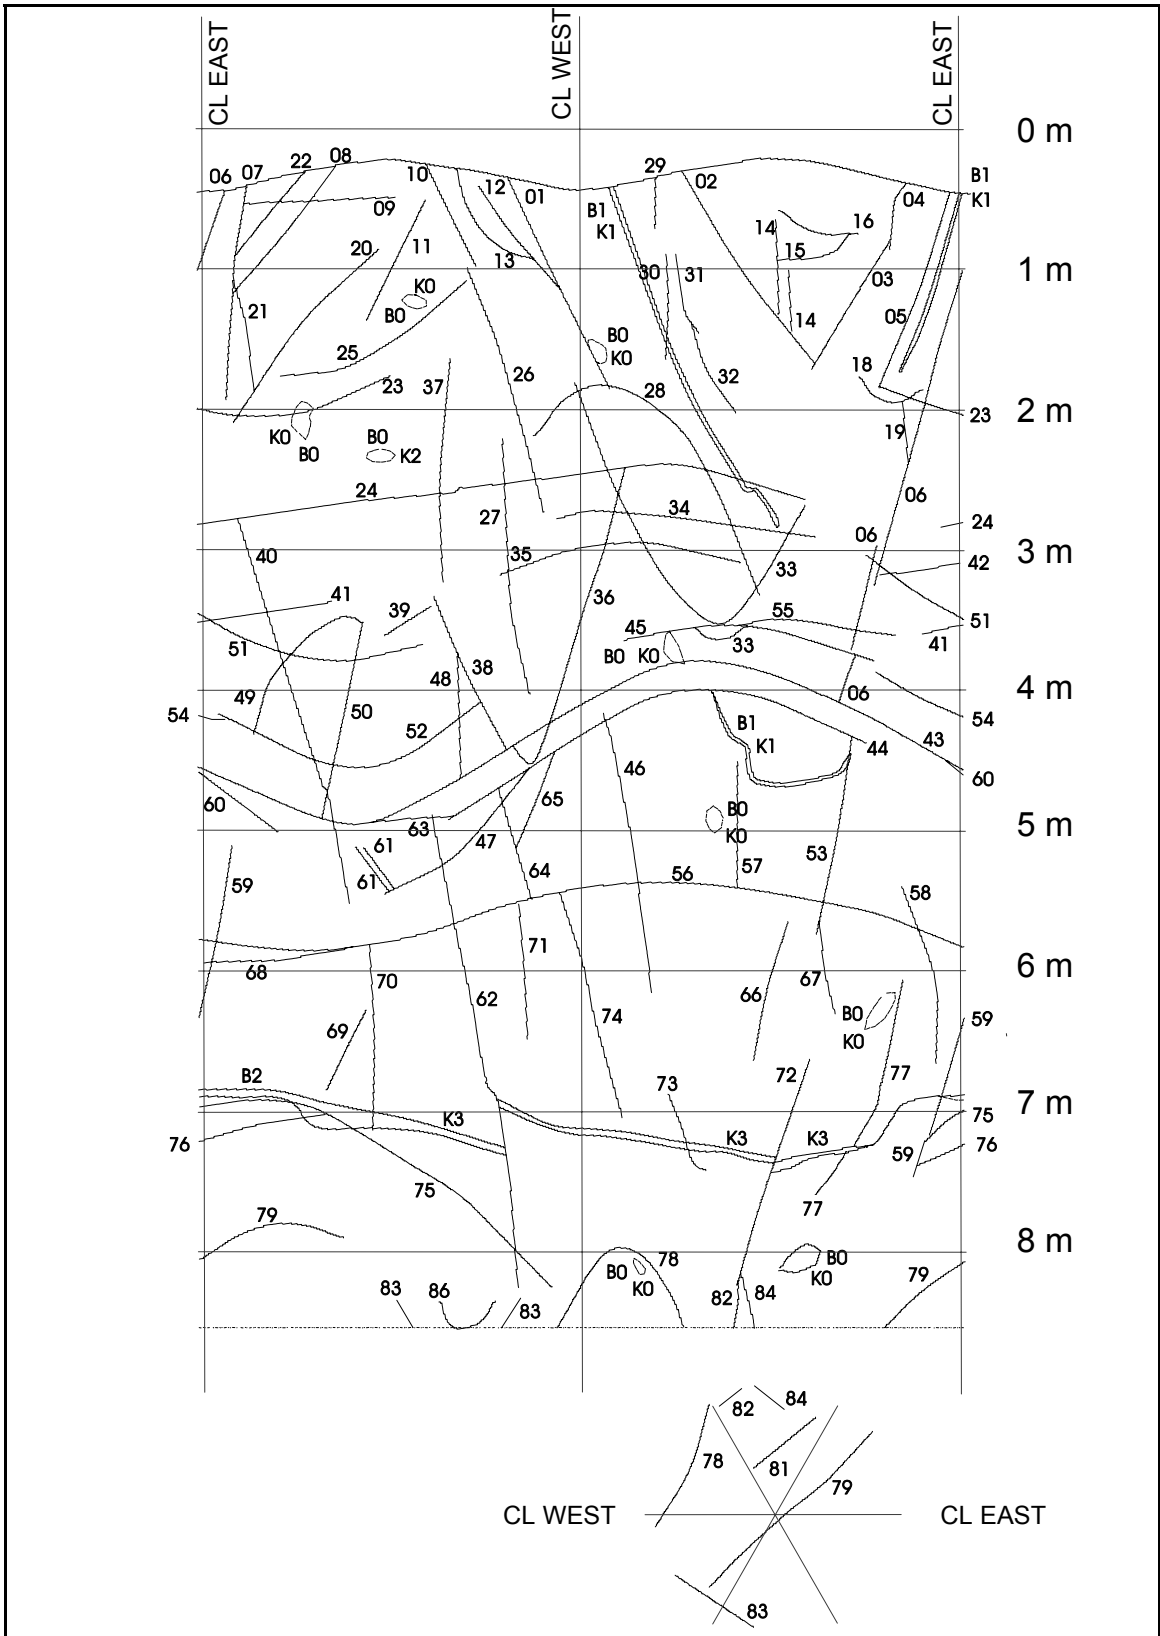 CL EAST
CL WEST
CL EAST
0 m
06 07 22 08 10 12 01 29 02 B1
09 B1 K1 04 K1
20 11 13 14 16
15
1 m
K0 30 31 03
21 B0 14 05
B0
25 K0 18
23 37 26 28 32
2 m
23
K0 B0 B0 K2 19
24 27 34 06 24
3 m
40 35 33 06 42
41 39 36 55 51
51 45 33 41
B0 K0
4 m
49 48 38 06
54 50 52 B1 54
K1 44 43
46 60
60 65 B0
5 m
63 47 K0
61 53
59 61 64 56 57 58
71
6 m
68 70 67
62 66
69 74 B0 59
K0
B2 73 72 77
7 m
K3 K3 K3 75
76 59 76
75 77
79
8 m
78 B0
B0 K0 K0 79
83 86 83 82 84
82 84
78 81
79
CL WEST
CL EAST
83